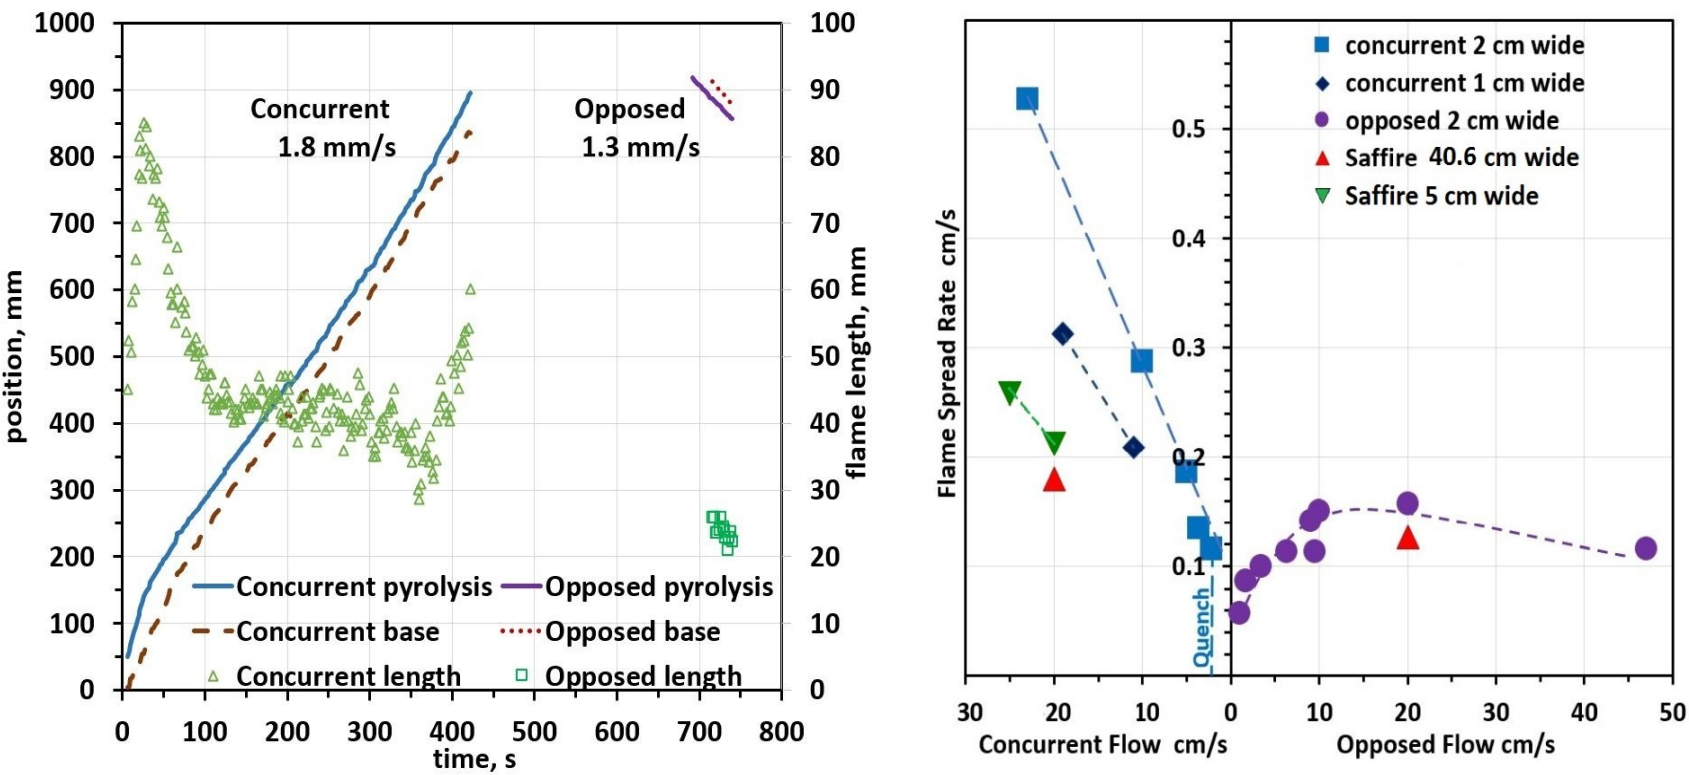 1000
900
800
700
600
500
400
300
200
100
0
position, mm
Concurrent
1.8 mm/s
Opposed
1.3 mm/s
Concurrent pyrolysis
Opposed pyrolysis
Concurrent base
Opposed base
Concurrent length
Opposed length
0 100 200 300 400 500 600 700 800
time, s
100
90
80
70
60
50
40
30
20
10
0
flame length, mm
concurrent 2 cm wide
concurrent 1 cm wide
opposed 2 cm wide
Saffire 40.6 cm wide
Saffire 5 cm wide
Flame Spread Rate cm/s
0.5
0.4
0.3
0.2
0.1
Quench
30 20 10 0 10 20 30 40 50
Concurrent Flow cm/s
Opposed Flow cm/s